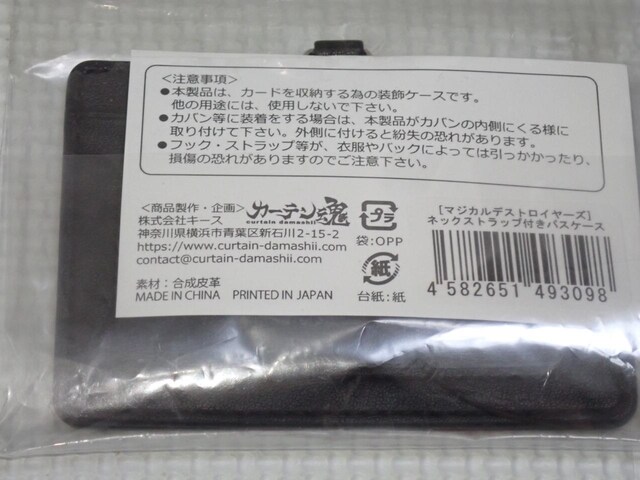 <注意事項>
●本製品は、カードを収納する為の装飾ケースです。
他の用途には、使用しないで下さい。
●カバン等に装着をする場合は、本製品がカバンの内側にくる様に
取り付けて下さい。外側に付けると紛失の恐れがあります。
●フック・ストラップ等が、衣服やバックによっては引っかかったり、
損傷の恐れがありますのでご注意下さい。
<商品製作・企画>
カーテン魂
curtain damashii
株式会社キース
神奈川県横浜市青葉区新石川2-15-2
https://www.curtain-damashii.com
contact@curtain-damashii.com
素材:合成皮革
MADE IN CHINA PRINTED IN JAPAN
プラ
袋:OPP
紙
台紙:紙
[マジカルデストロイヤーズ]
ネックストラップ付きパスケース
4 582651 493098